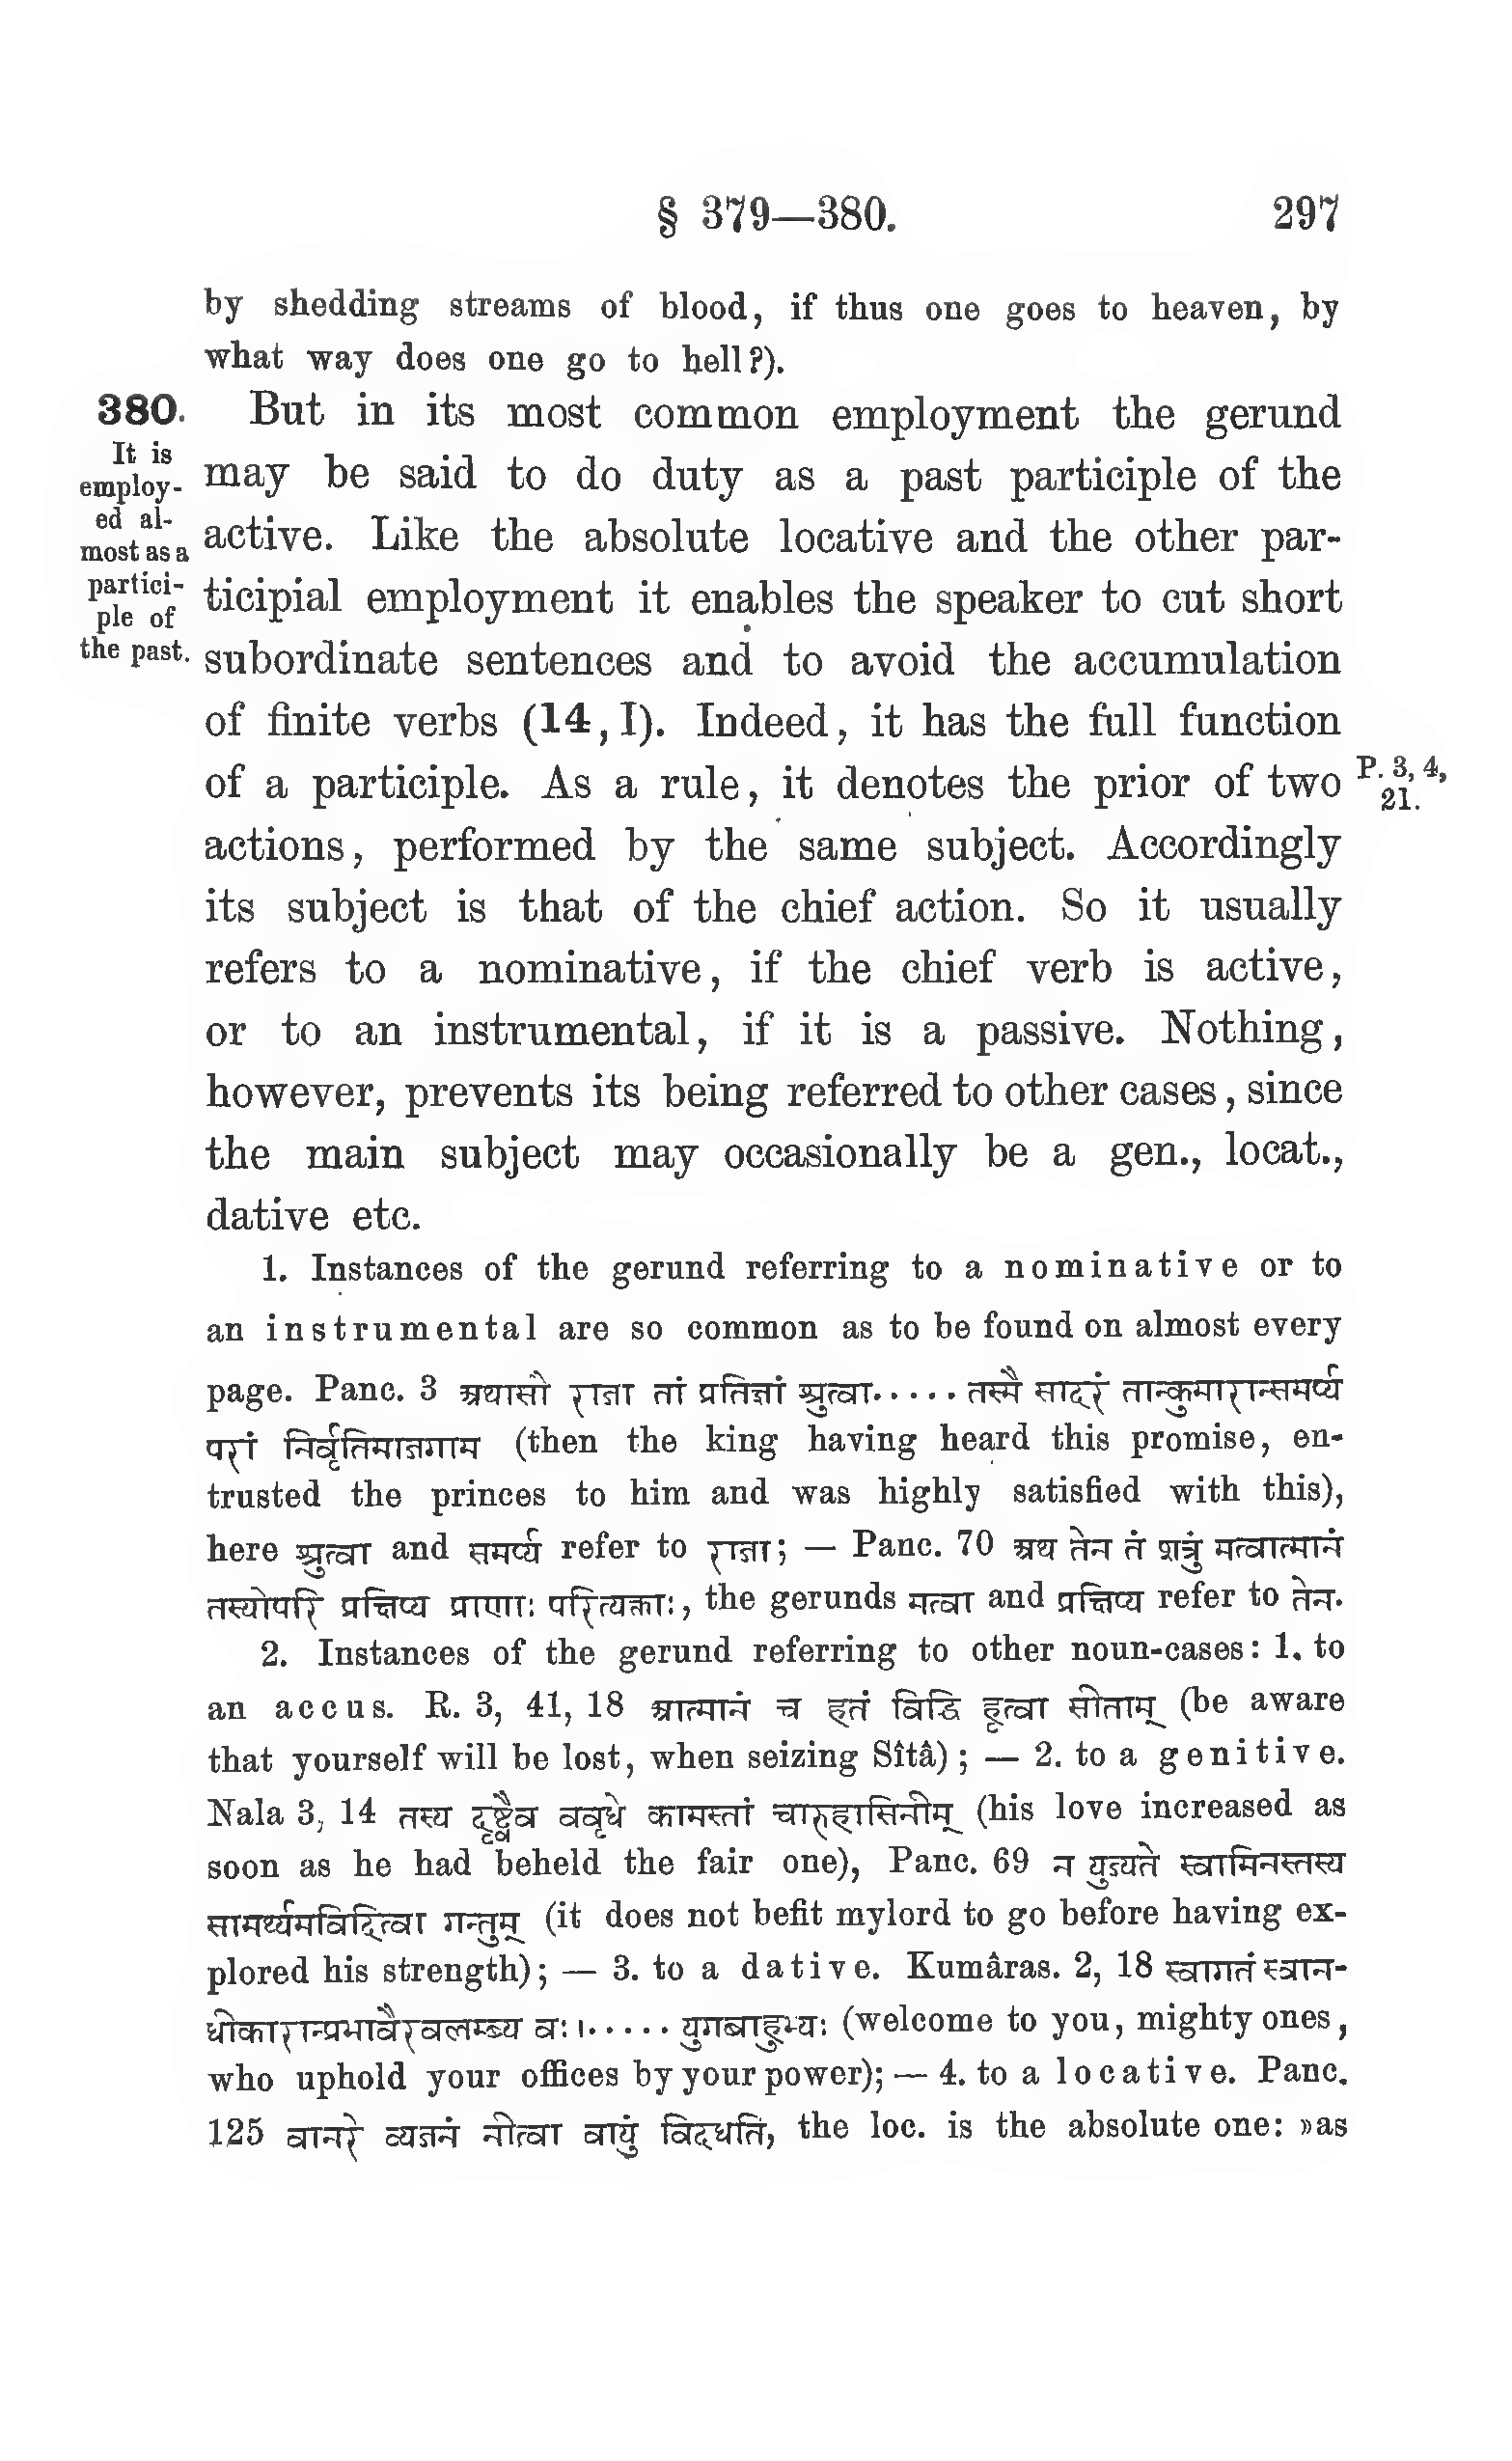 § 379—380. 297
by shedding streams of blood, if thus one goes to heaven, by
what way does one go to hell?).
380. But in its most common employment the gerund
It is
employ-
ed al-
most as a
partici-
ple of
the past.
may be said to do duty as a past participle of the
active. Like the absolute locative and the other par-
ticipial employment it enables the speaker to cut short
subordinate sentences and to avoid the accumulation
of finite verbs (14, I). Indeed, it has the full function
of a participle. As a rule, it denotes the prior of two
P. 3, 4,
21.
actions, performed by the same subject. Accordingly
its subject is that of the chief action. So it usually
refers to a nominative, if the chief verb is active,
or to an instrumental, if it is a passive. Nothing,
however, prevents its being referred to other cases, since
the main subject may occasionally be a gen., locat.,
dative etc.
1. Instances of the gerund referring to a nominative or to
an instrumental are so common as to be found on almost every
page. Panc. 3 अथासौ राजा तां प्रतिज्ञां श्रुत्वा..... तस्मै सादरं तान्कुमारान्समर्प्य
परां निर्वृतिमाजगाम (then the king having heard this promise, en-
trusted the princes to him and was highly satisfied with this),
here श्रुत्वा and समर्प्य refer to राजा; — Panc. 70 अथ तेन तं शत्रुं मत्वात्मानं
तस्योपरि प्रक्षिप्य प्राणाः परित्यक्ताः, the gerunds मत्वा and प्रक्षिप्य refer to तेन.
2. Instances of the gerund referring to other noun-cases: 1. to
an accus. R. 3, 41, 18 आत्मानं च हतं विद्धि हृत्वा सीताम् (be aware
that yourself will be lost, when seizing Sîtâ); — 2. to a genitive.
Nala 3, 14 तस्य दृष्ट्वैव ववृधे कामस्तां चारुहासिनीम् (his love increased as
soon as he had beheld the fair one), Panc. 69 न युज्यते स्वामिनस्तस्य
सामर्थ्यमविदित्वा गन्तुम् (it does not befit mylord to go before having ex-
plored his strength); — 3. to a dative. Kumâras. 2, 18 स्वागतं स्वान-
धीकारान्प्रभावैरवलम्ब्य वः।..... युगबाहुभ्यः (welcome to you, mighty ones,
who uphold your offices by your power); — 4. to a locative. Panc.
125 वानरे व्यजनं नीत्वा वायुं विदधति, the loc. is the absolute one: »as